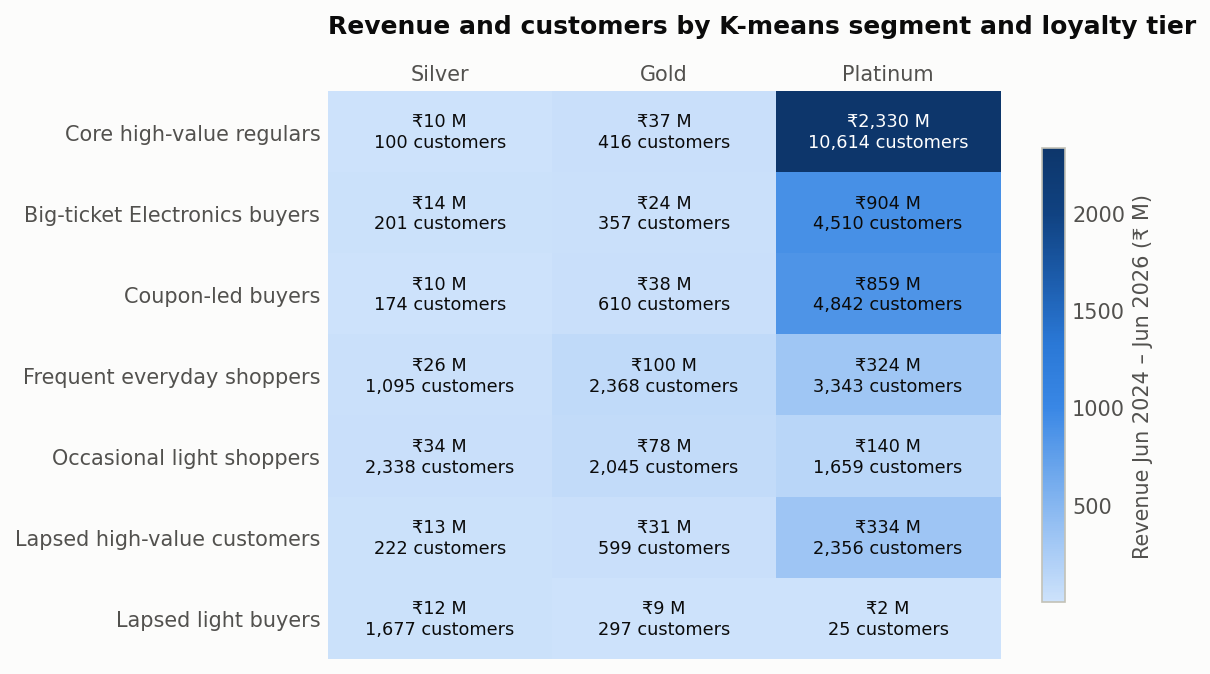 Revenue and customers by K-means segment and loyalty tier
Silver Gold Platinum
Core high-value regulars
₹10 M
100 customers
₹37 M
416 customers
₹2,330 M
10,614 customers
Big-ticket Electronics buyers
₹14 M
201 customers
₹24 M
357 customers
₹904 M
4,510 customers
Coupon-led buyers
₹10 M
174 customers
₹38 M
610 customers
₹859 M
4,842 customers
Frequent everyday shoppers
₹26 M
1,095 customers
₹100 M
2,368 customers
₹324 M
3,343 customers
Occasional light shoppers
₹34 M
2,338 customers
₹78 M
2,045 customers
₹140 M
1,659 customers
Lapsed high-value customers
₹13 M
222 customers
₹31 M
599 customers
₹334 M
2,356 customers
Lapsed light buyers
₹12 M
1,677 customers
₹9 M
297 customers
₹2 M
25 customers
2000
1500
1000
500
Revenue Jun 2024 – Jun 2026 (₹ M)